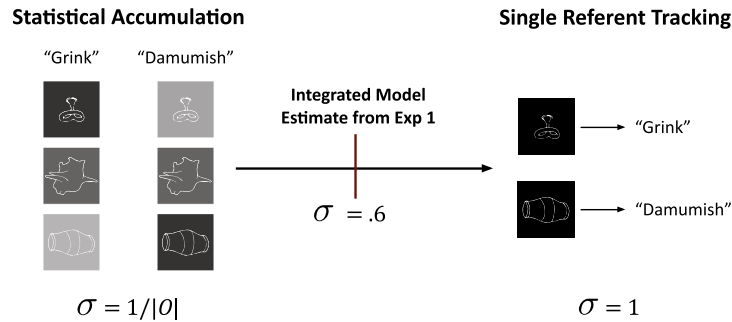 Statistical Accumulation
"Grink" "Damumish"
Integrated Model
Estimate from Exp 1
σ = .6
σ = 1/|O|
Single Referent Tracking
"Grink"
"Damumish"
σ = 1